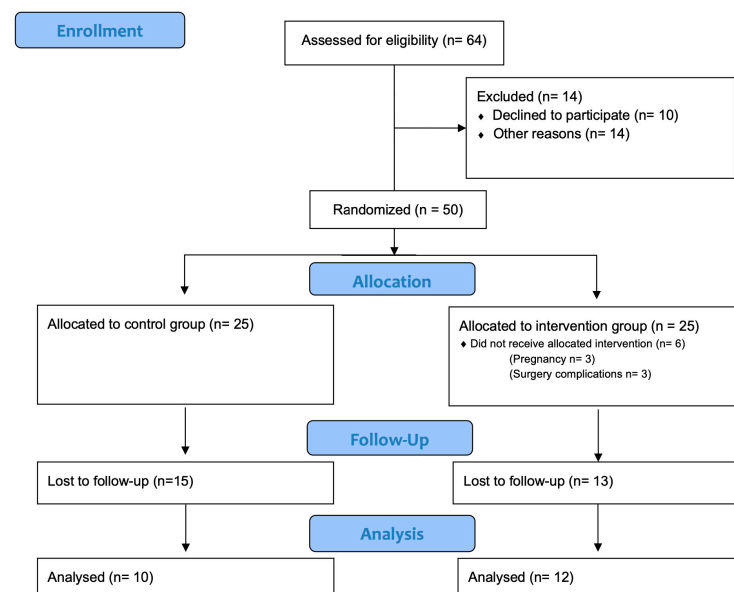 Enrollment
Assessed for eligibility (n= 64)
Excluded (n= 14)
♦ Declined to participate (n= 10)
♦ Other reasons (n= 14)
Randomized (n = 50)
Allocation
Allocated to control group (n= 25)
Allocated to intervention group (n = 25)
♦ Did not receive allocated intervention (n= 6)
(Pregnancy n= 3)
(Surgery complications n= 3)
Follow-Up
Lost to follow-up (n=15)
Lost to follow-up (n= 13)
Analysis
Analysed (n= 10)
Analysed (n= 12)